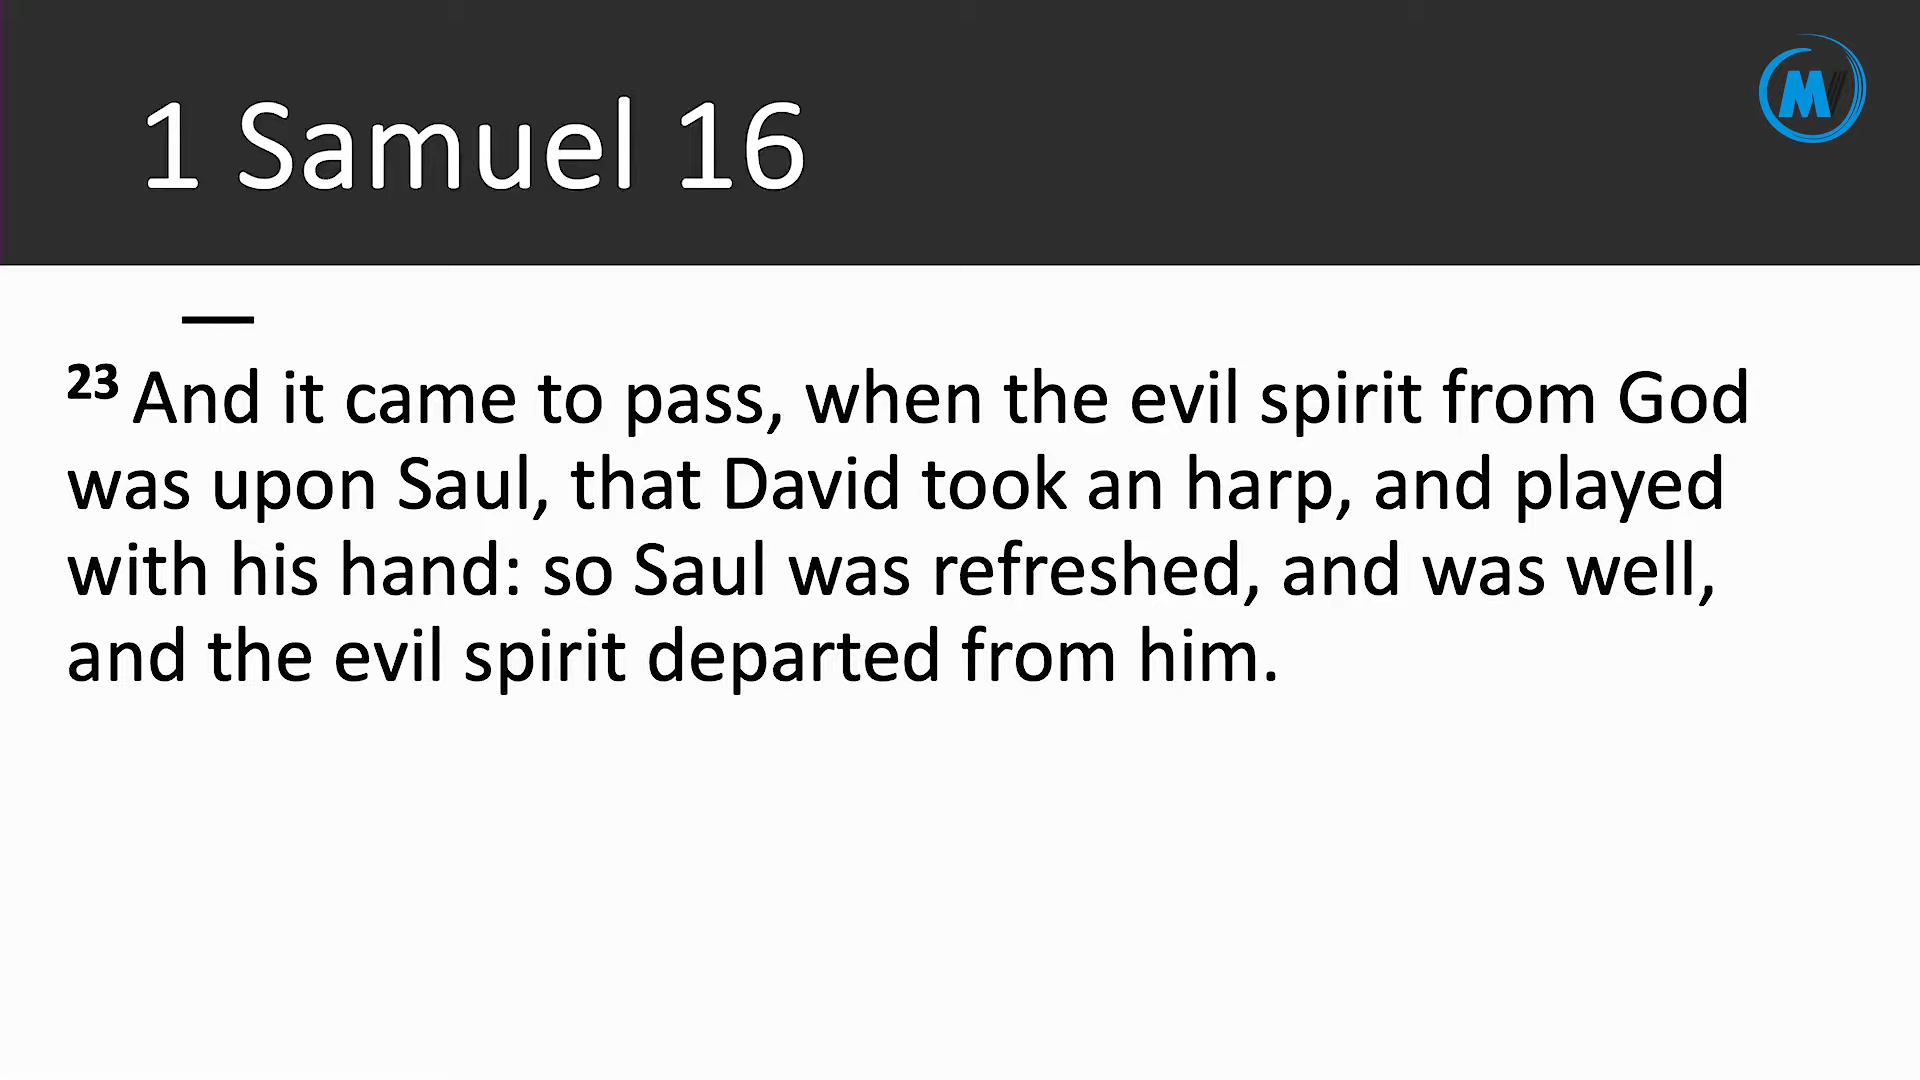 1 Samuel 16
M
23 And it came to pass, when the evil spirit from God
was upon Saul, that David took an harp, and played
with his hand: so Saul was refreshed, and was well,
and the evil spirit departed from him.